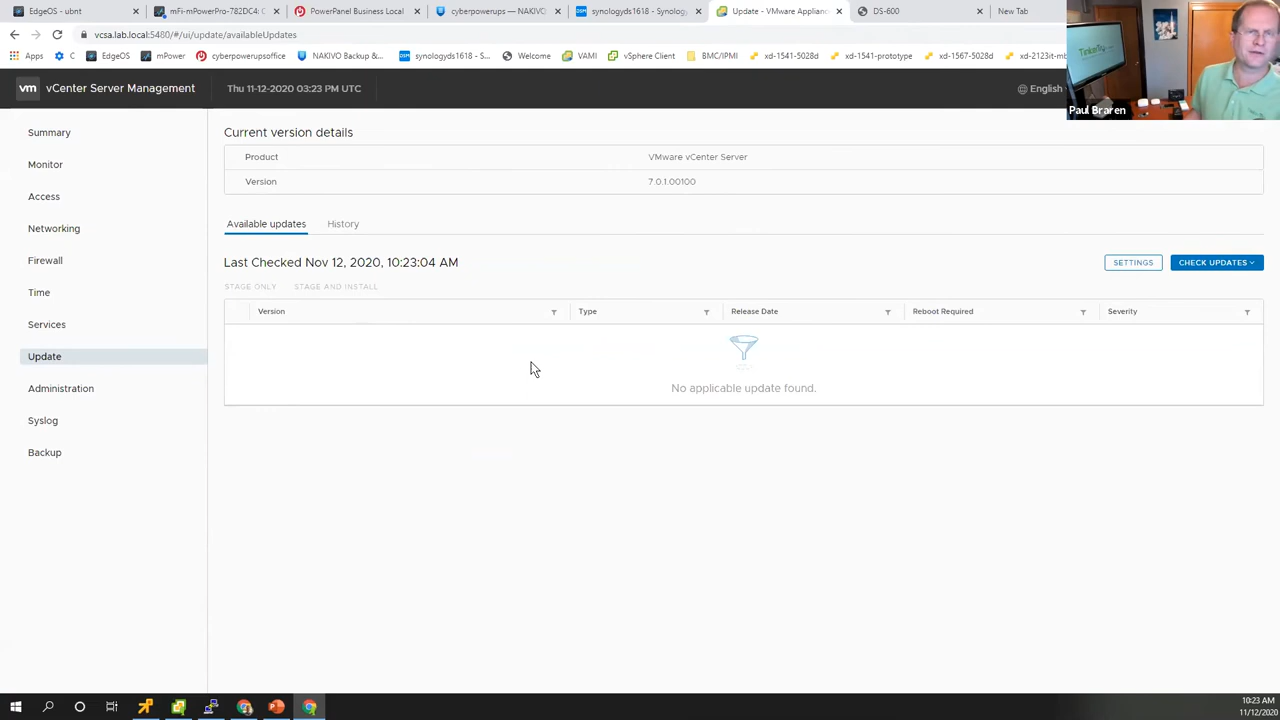 EdgeOS - ubnt
mFi-mPowerPro-782DC4:
PowerPanel Business Local
cyberpowerups — NAKIVO
synologyds1618 - Synology
Update - VMware Applianc
DS-600
New Tab
vcsa.lab.local:5480/#/ui/update/availableUpdates
Apps
C
EdgeOS
mPower
cyberpowerupsoffice
NAKIVO Backup &...
synologyds1618 - S...
Welcome
VAMI
vSphere Client
BMC/IPMI
xd-1541-5028d
xd-1541-prototype
xd-1567-5028d
xd-2123it-mb
vm
vCenter Server Management
Thu 11-12-2020 03:23 PM UTC
English
Paul Braren
Summary
Monitor
Access
Networking
Firewall
Time
Services
Update
Administration
Syslog
Backup
Current version details
Product
VMware vCenter Server
Version
7.0.1.00100
Available updates
History
Last Checked Nov 12, 2020, 10:23:04 AM
SETTINGS
CHECK UPDATES
STAGE ONLY
STAGE AND INSTALL
Version
Type
Release Date
Reboot Required
Severity
No applicable update found.
10:23 AM
11/12/2020